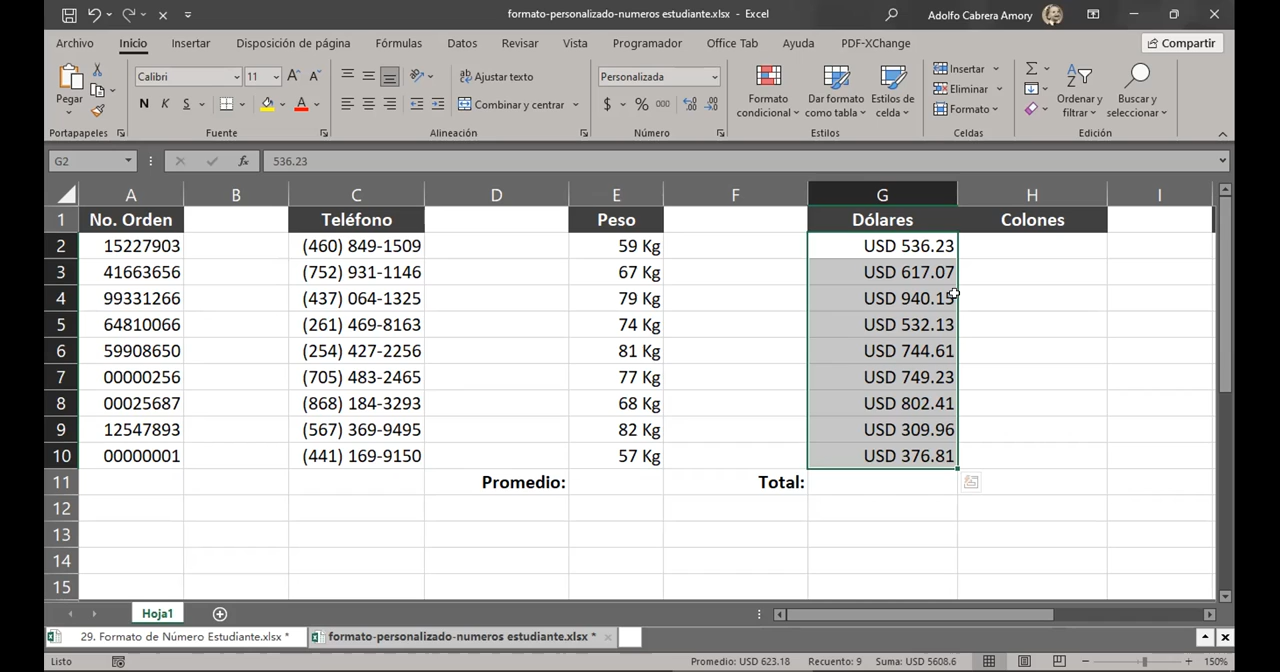 formato-personalizado-numeros estudiante.xlsx - Excel
Adolfo Cabrera Amory
Archivo Inicio Insertar Disposición de página Fórmulas Datos Revisar Vista Programador Office Tab Ayuda PDF-XChange Compartir
Pegar
Calibri 11
N K S
Ajustar texto
Combinar y centrar
Personalizada
$ % 000
Formato condicional
Dar formato como tabla
Estilos de celda
Insertar
Eliminar
Formato
Ordenar y filtrar
Buscar y seleccionar
Portapapeles Fuente Alineación Número Estilos Celdas Edición
G2 fx 536.23
A B C D E F G H I
1 No. Orden Teléfono Peso Dólares Colones
2 15227903 (460) 849-1509 59 Kg USD 536.23
3 41663656 (752) 931-1146 67 Kg USD 617.07
4 99331266 (437) 064-1325 79 Kg USD 940.15
5 64810066 (261) 469-8163 74 Kg USD 532.13
6 59908650 (254) 427-2256 81 Kg USD 744.61
7 00000256 (705) 483-2465 77 Kg USD 749.23
8 00025687 (868) 184-3293 68 Kg USD 802.41
9 12547893 (567) 369-9495 82 Kg USD 309.96
10 00000001 (441) 169-9150 57 Kg USD 376.81
11 Promedio: Total:
12
13
14
15
Hoja1
29. Formato de Número Estudiante.xlsx * formato-personalizado-numeros estudiante.xlsx *
Listo Promedio: USD 623.18 Recuento: 9 Suma: USD 5608.6 150%